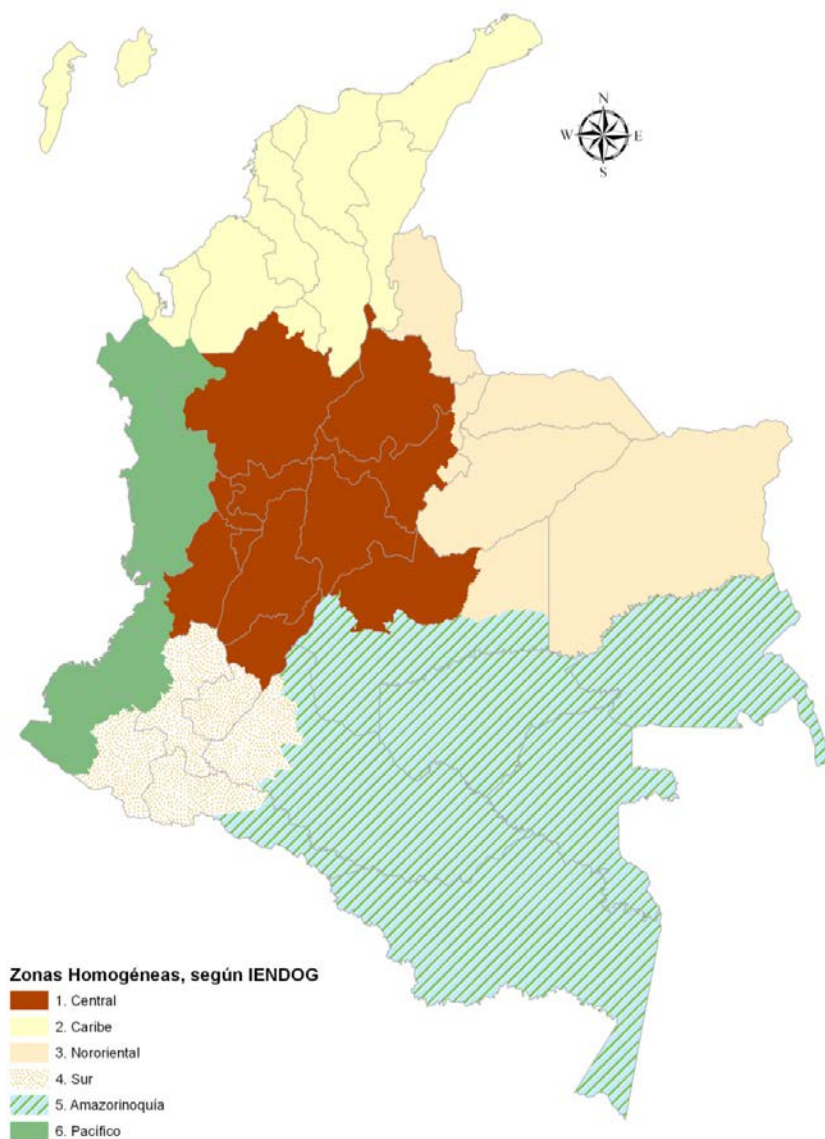 N
W E
S
Zonas Homogéneas, según IENDOG
1. Central
2. Caribe
3. Nororiental
4. Sur
5. Amazorinoquía
6. Pacífico